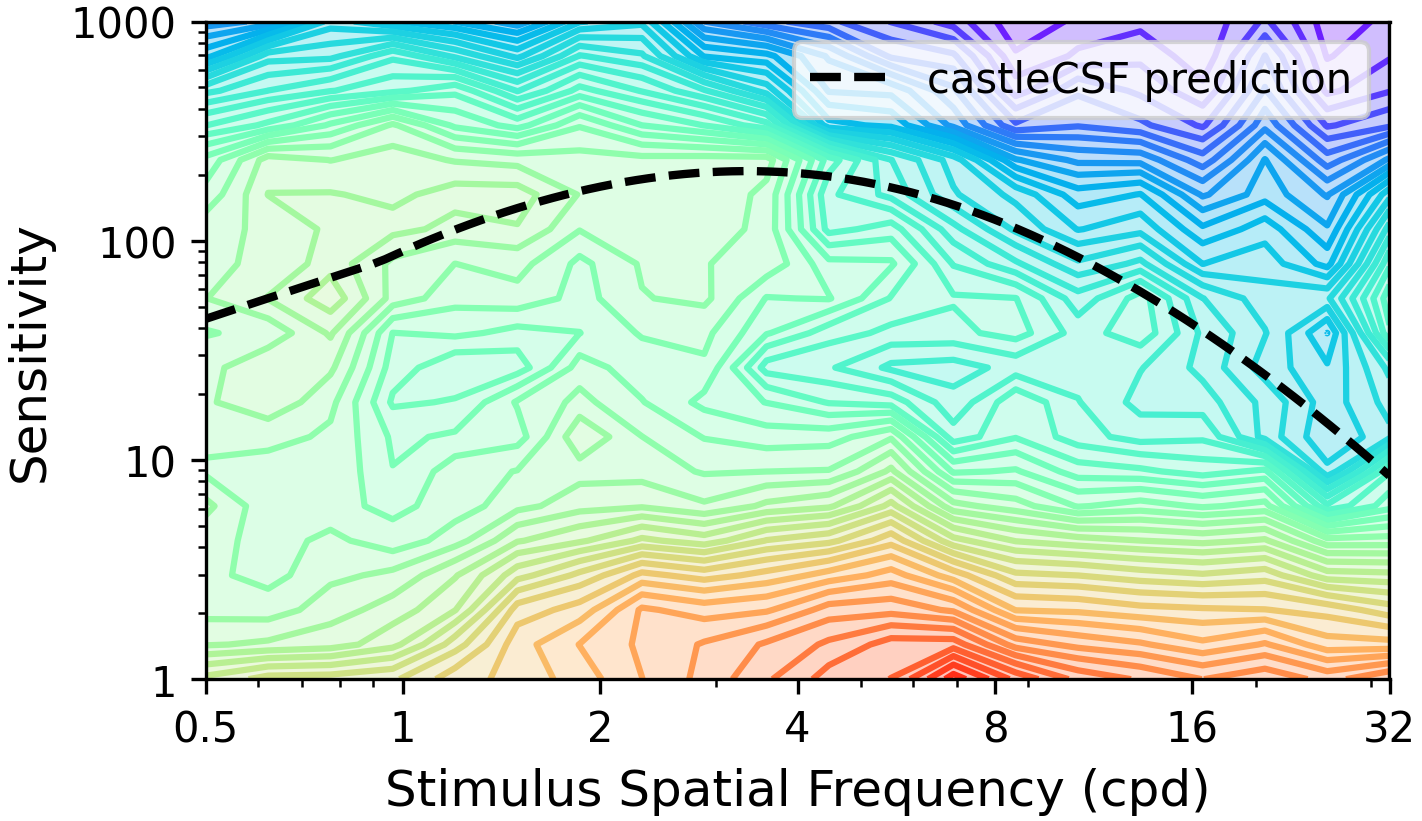 1000
100
10
1
Sensitivity
castleCSF prediction
0.5 1 2 4 8 16 32
Stimulus Spatial Frequency (cpd)